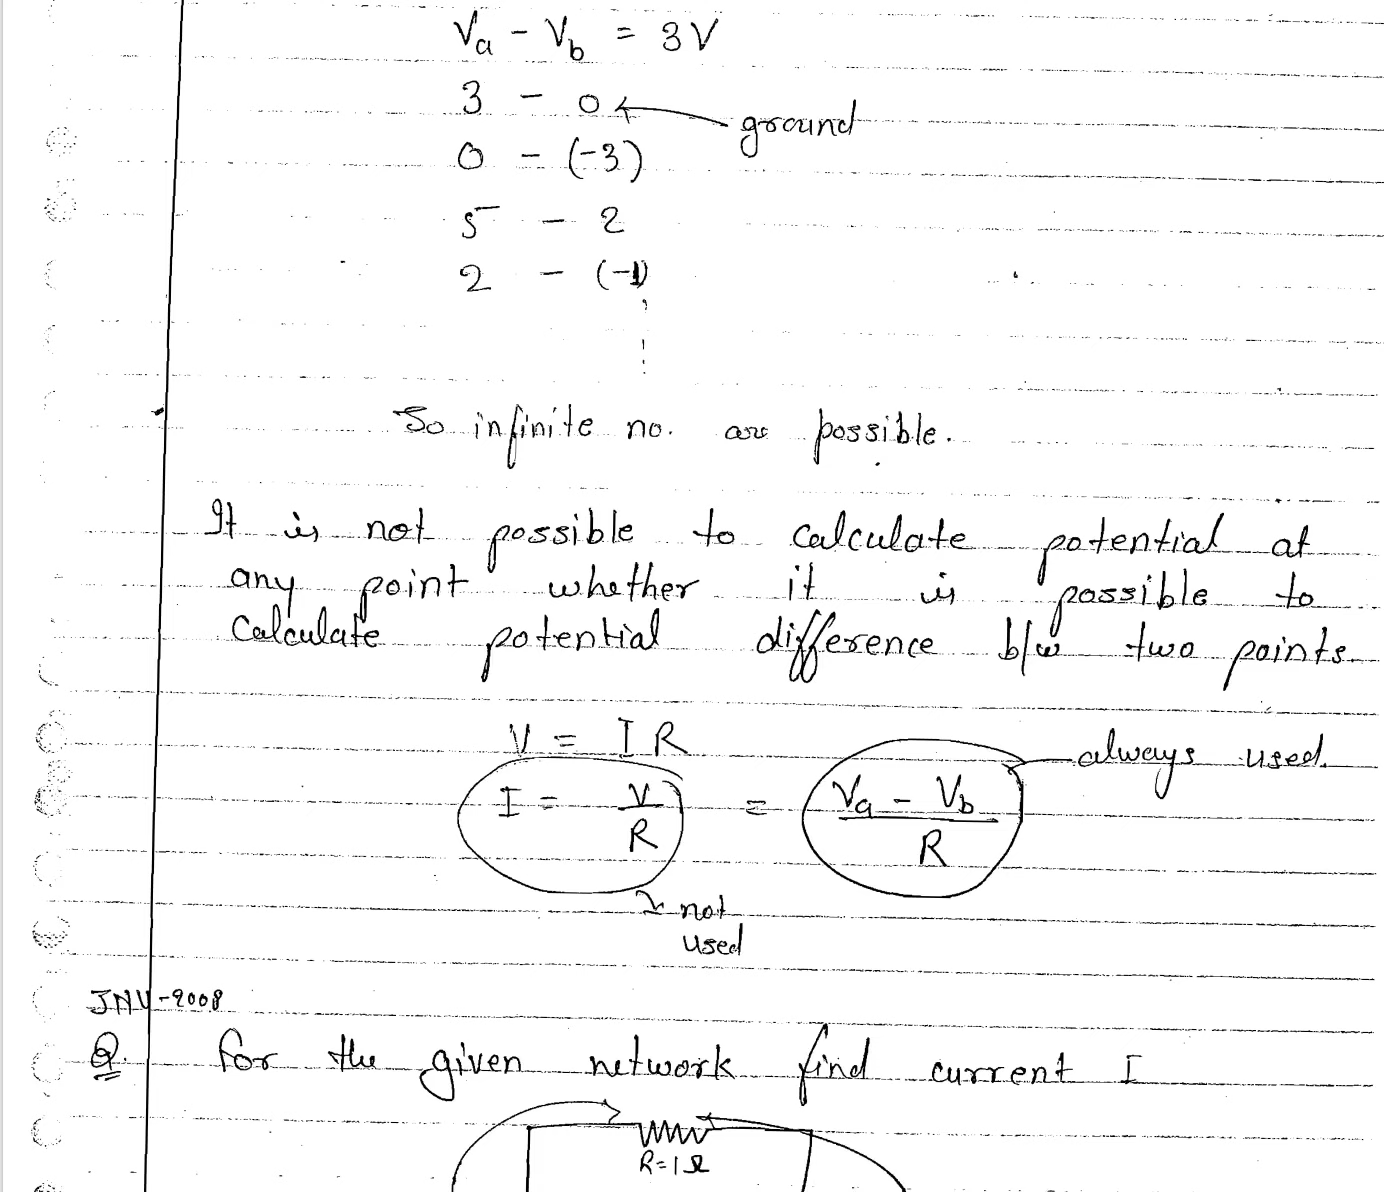 Va - Vb = 3V
3 - 0
ground
0 - (-3)
5 - 2
2 - (-1)
So infinite no. are possible.
It is not possible to calculate potential at
any point whether it is possible to
calculate potential difference b/w two points.
V = IR
always used.
I = V/R = Va - Vb/R
not
used
JNU-2008
Q. for the given network find current I
R=1Ω